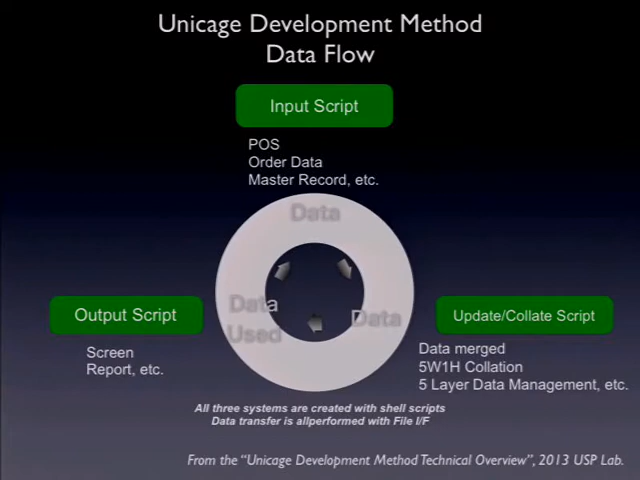 Unicage Development Method
Data Flow
Input Script
POS
Order Data
Master Record, etc.
Data
Data
Used
Data
Output Script
Screen
Report, etc.
Update/Collate Script
Data merged
5W1H Collation
5 Layer Data Management, etc.
All three systems are created with shell scripts
Data transfer is allperformed with File I/F
From the “Unicage Development Method Technical Overview”, 2013 USP Lab.